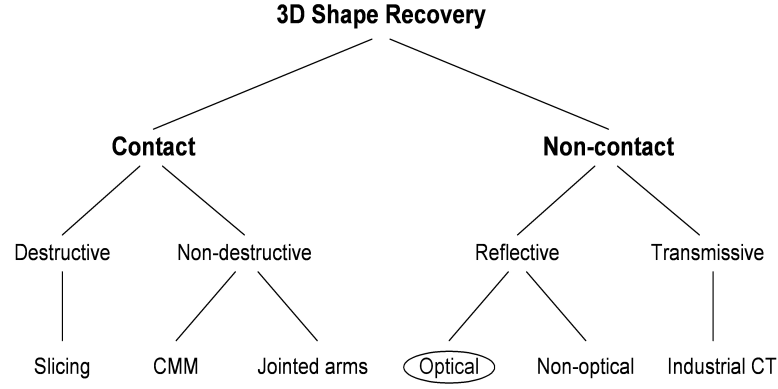 3D Shape Recovery
Contact
Non-contact
Destructive
Non-destructive
Reflective
Transmissive
Slicing
CMM
Jointed arms
Optical
Non-optical
Industrial CT